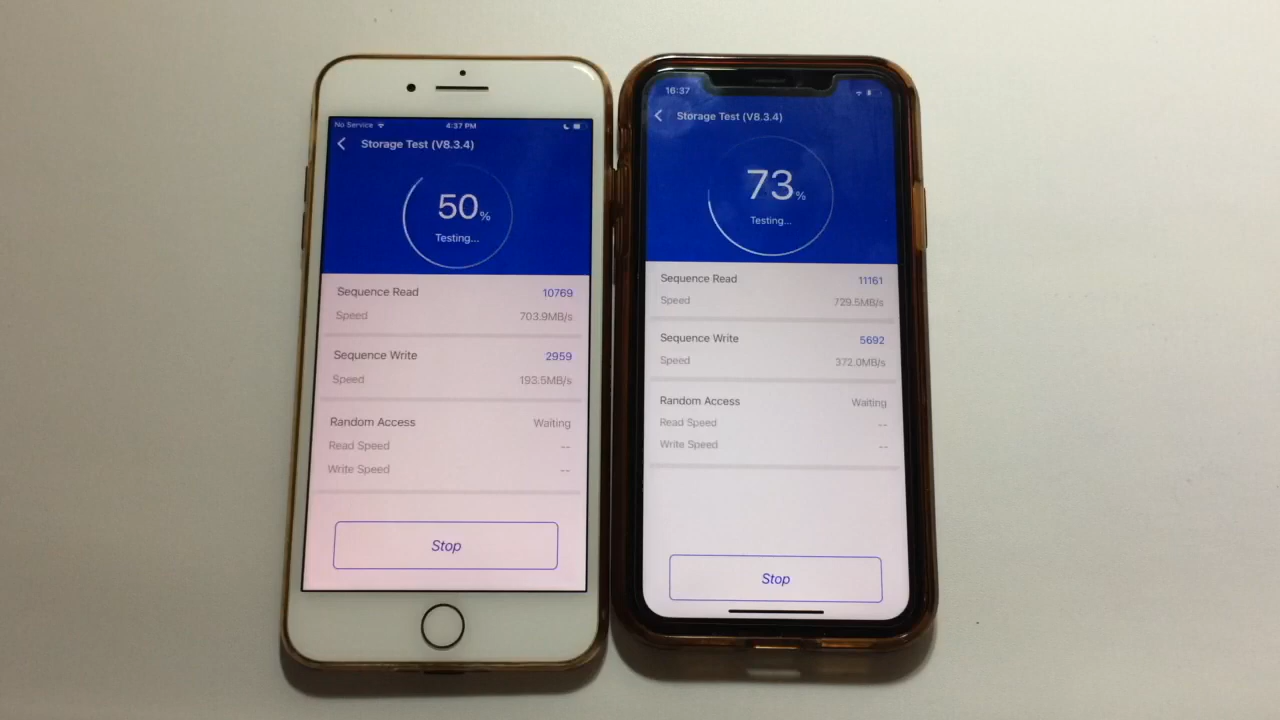 No Service
4:37 PM
Storage Test (V8.3.4)
50%
Testing...
Sequence Read 10769
Speed 703.9MB/s
Sequence Write 2959
Speed 193.5MB/s
Random Access Waiting
Read Speed --
Write Speed --
Stop
16:37
Storage Test (V8.3.4)
73%
Testing...
Sequence Read 11161
Speed 729.5MB/s
Sequence Write 5692
Speed 372.0MB/s
Random Access Waiting
Read Speed --
Write Speed --
Stop